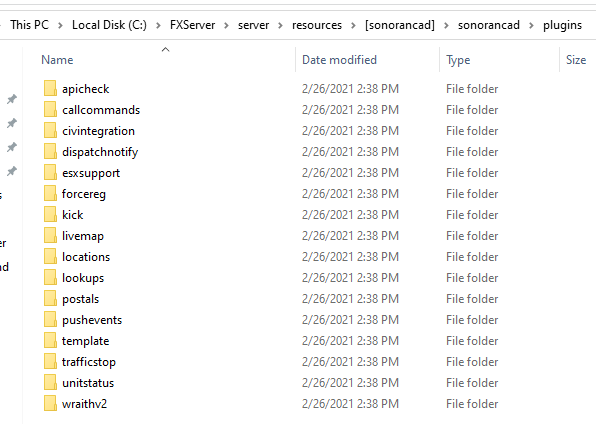 This PC > Local Disk (C:) > FXServer > server > resources > [sonorancad] > sonorancad > plugins
Name Date modified Type Size
apicheck 2/26/2021 2:38 PM File folder
callcommands 2/26/2021 2:38 PM File folder
civintegration 2/26/2021 2:38 PM File folder
dispatchnotify 2/26/2021 2:38 PM File folder
esxsupport 2/26/2021 2:38 PM File folder
forcereg 2/26/2021 2:38 PM File folder
kick 2/26/2021 2:38 PM File folder
livemap 2/26/2021 2:38 PM File folder
locations 2/26/2021 2:38 PM File folder
lookups 2/26/2021 2:38 PM File folder
postals 2/26/2021 2:38 PM File folder
pushevents 2/26/2021 2:38 PM File folder
template 2/26/2021 2:38 PM File folder
trafficstop 2/26/2021 2:38 PM File folder
unitstatus 2/26/2021 2:38 PM File folder
wraithv2 2/26/2021 2:38 PM File folder